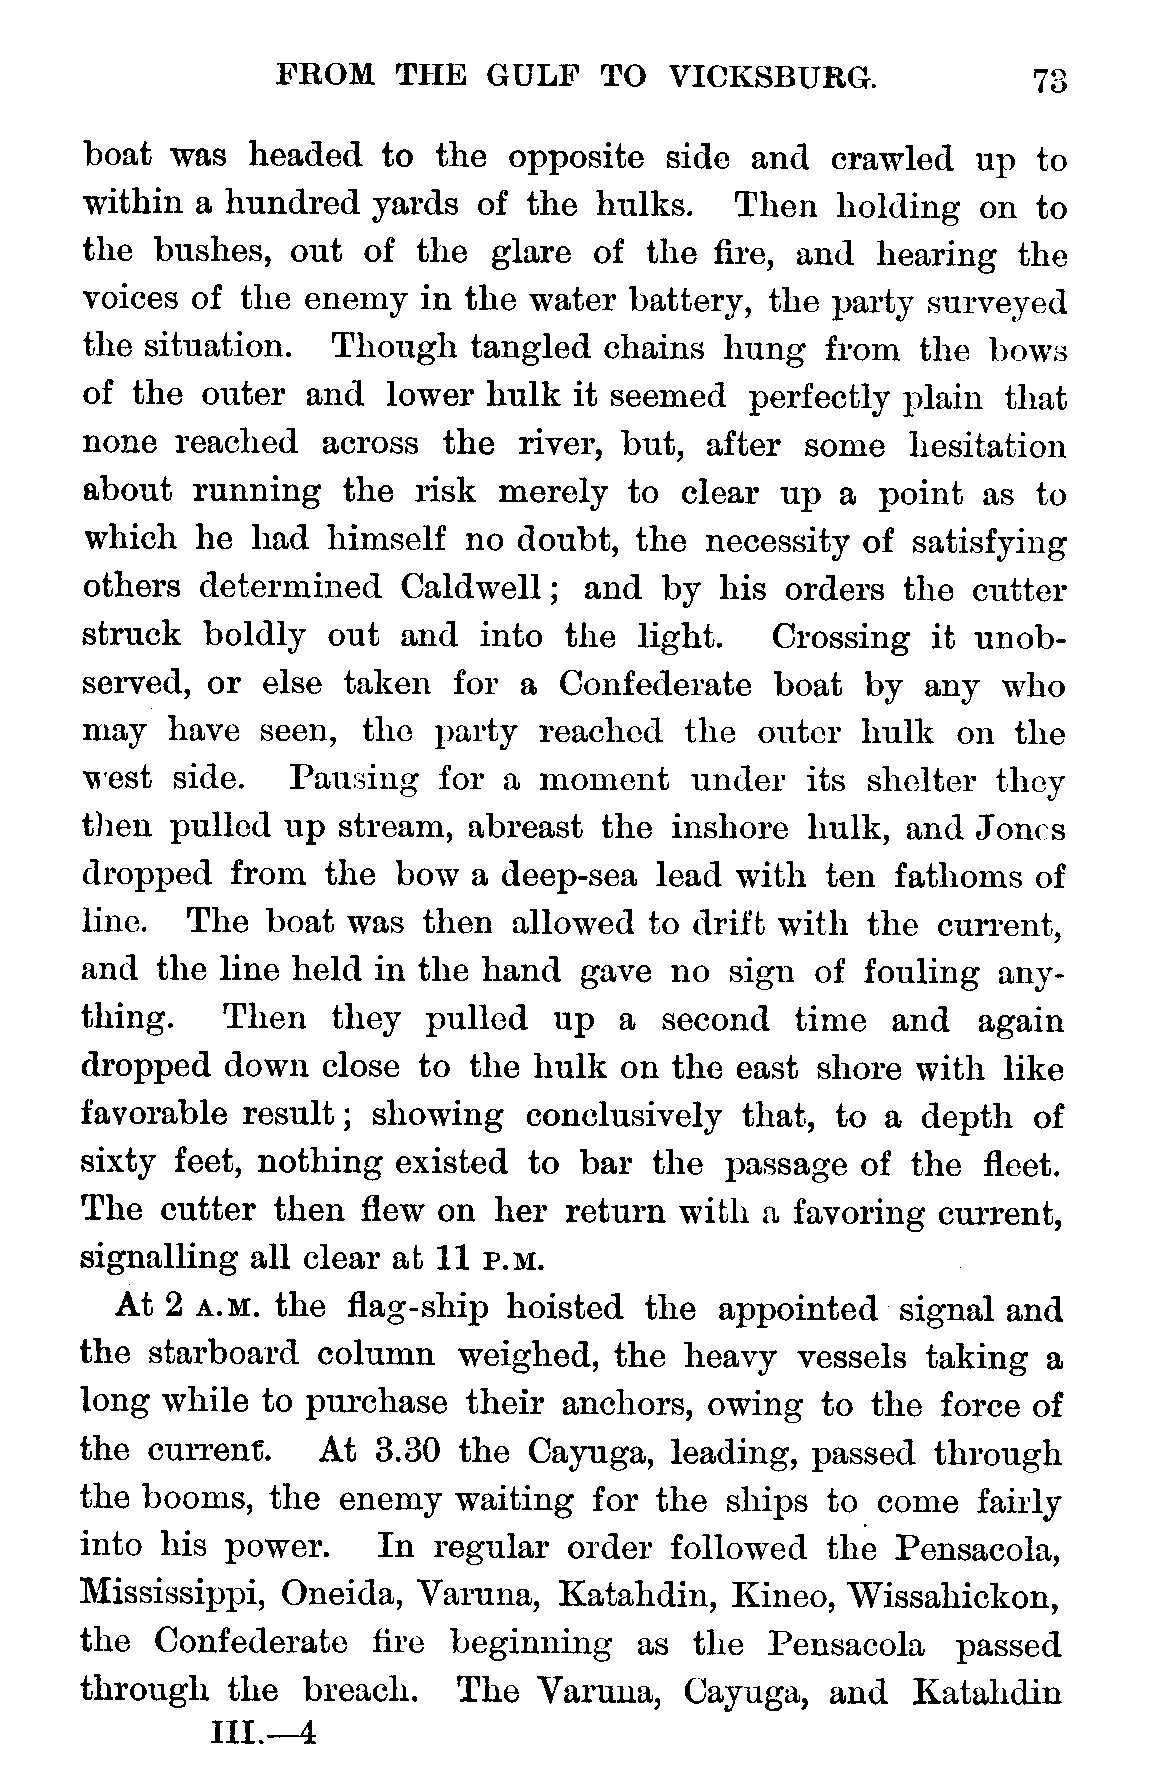 FROM THE GULF TO VICKSBURG. 73
boat was headed to the opposite side and crawled up to
within a hundred yards of the hulks. Then holding on to
the bushes, out of the glare of the fire, and hearing the
voices of the enemy in the water battery, the party surveyed
the situation. Though tangled chains hung from the bows
of the outer and lower hulk it seemed perfectly plain that
none reached across the river, but, after some hesitation
about running the risk merely to clear up a point as to
which he had himself no doubt, the necessity of satisfying
others determined Caldwell; and by his orders the cutter
struck boldly out and into the light. Crossing it unob-
served, or else taken for a Confederate boat by any who
may have seen, the party reached the outer hulk on the
west side. Pausing for a moment under its shelter they
then pulled up stream, abreast the inshore hulk, and Jones
dropped from the bow a deep-sea lead with ten fathoms of
line. The boat was then allowed to drift with the current,
and the line held in the hand gave no sign of fouling any-
thing. Then they pulled up a second time and again
dropped down close to the hulk on the east shore with like
favorable result; showing conclusively that, to a depth of
sixty feet, nothing existed to bar the passage of the fleet.
The cutter then flew on her return with a favoring current,
signalling all clear at 11 P.M.
At 2 A.M. the flag-ship hoisted the appointed signal and
the starboard column weighed, the heavy vessels taking a
long while to purchase their anchors, owing to the force of
the current. At 3.30 the Cayuga, leading, passed through
the booms, the enemy waiting for the ships to come fairly
into his power. In regular order followed the Pensacola,
Mississippi, Oneida, Varuna, Katahdin, Kineo, Wissahickon,
the Confederate fire beginning as the Pensacola passed
through the breach. The Varuna, Cayuga, and Katahdin
III.—4